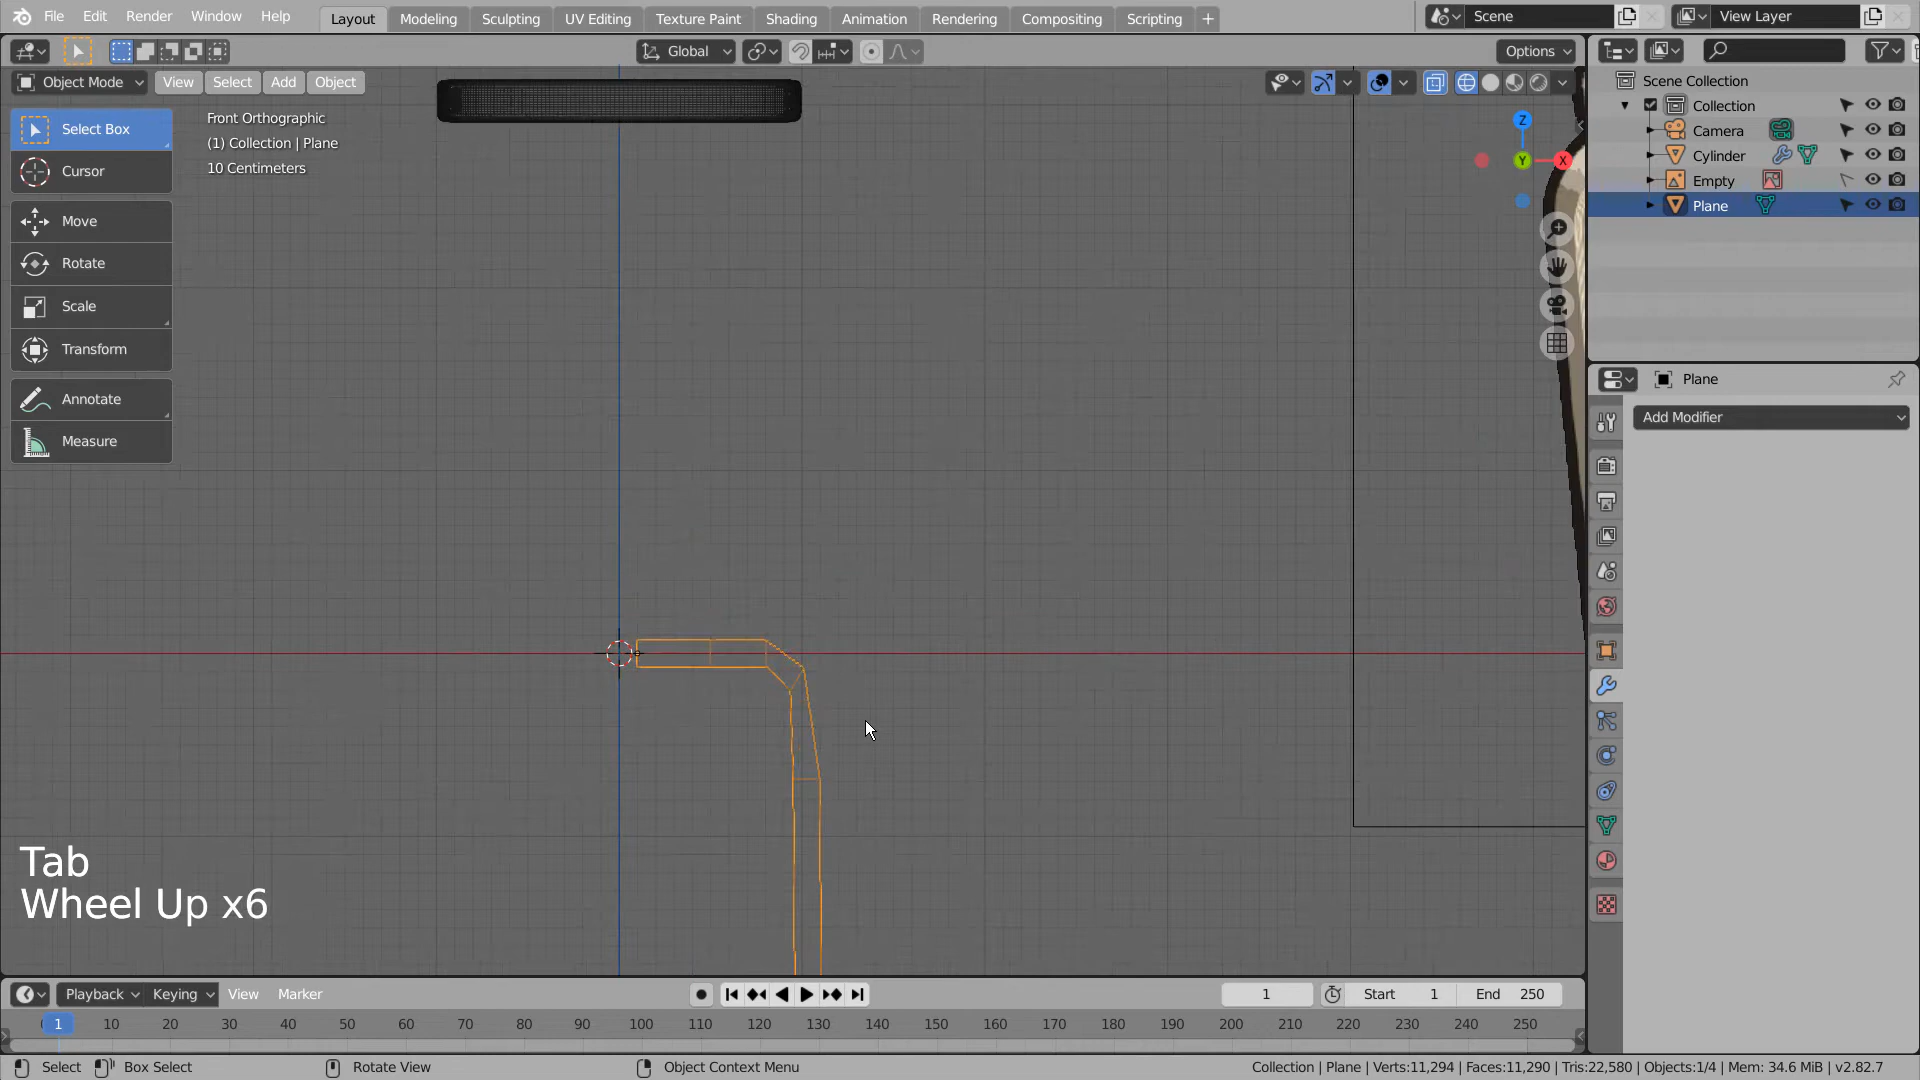 File Edit Render Window Help Layout Modeling Sculpting UV Editing Texture Paint Shading Animation Rendering Compositing Scripting + Scene View Layer
Global Options
Object Mode View Select Add Object
Select Box
Cursor
Move
Rotate
Scale
Transform
Annotate
Measure
Front Orthographic
(1) Collection | Plane
10 Centimeters
Z
Y
X
Scene Collection
Collection
Camera
Cylinder
Empty
Plane
Plane
Add Modifier
Tab
Wheel Up x6
Playback Keying View Marker 1 Start 1 End 250
1 10 20 30 40 50 60 70 80 90 100 110 120 130 140 150 160 170 180 190 200 210 220 230 240 250
Select Box Select Rotate View Object Context Menu Collection | Plane | Verts:11,294 | Faces:11,290 | Tris:22,580 | Objects:1/4 | Mem: 34.6 MiB | v2.82.7